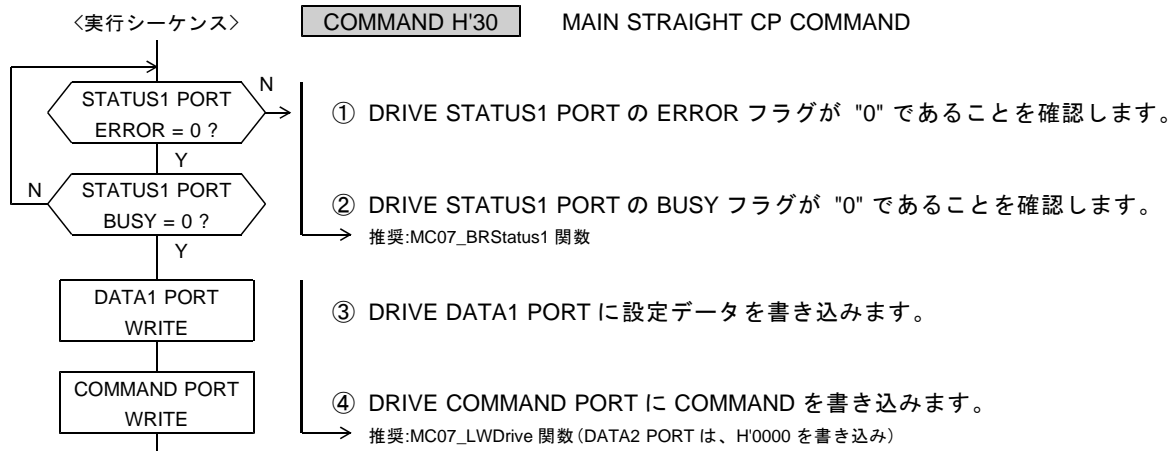 〈実行シーケンス〉
COMMAND H'30 MAIN STRAIGHT CP COMMAND
N
STATUS1 PORT
ERROR = 0 ?
① DRIVE STATUS1 PORT の ERROR フラグが "0" であることを確認します。
Y
N
STATUS1 PORT
BUSY = 0 ?
② DRIVE STATUS1 PORT の BUSY フラグが "0" であることを確認します。
推奨:MC07_BRStatus1 関数
Y
DATA1 PORT
WRITE
③ DRIVE DATA1 PORT に設定データを書き込みます。
COMMAND PORT
WRITE
④ DRIVE COMMAND PORT に COMMAND を書き込みます。
推奨:MC07_LWDrive 関数(DATA2 PORT は、H'0000 を書き込み)